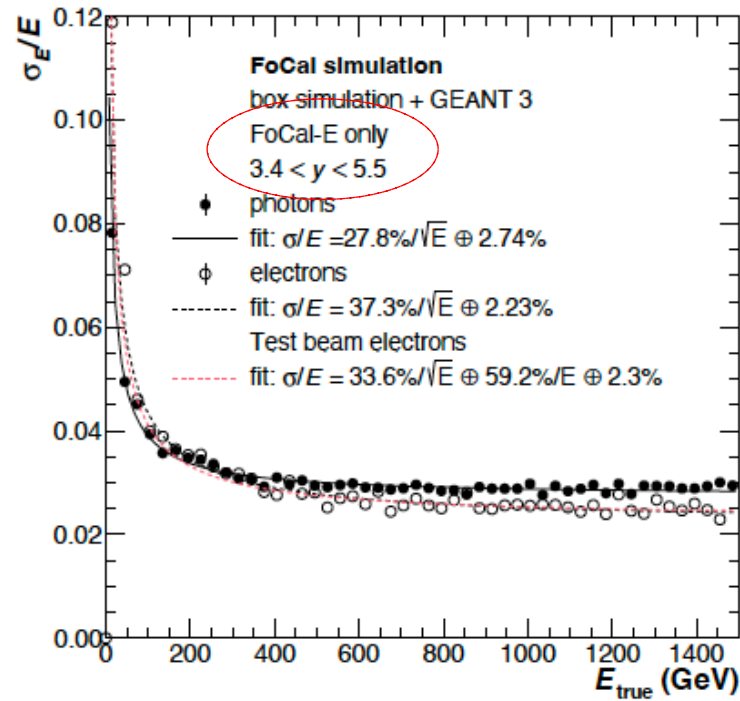 σE/E
0.12
0.10
0.08
0.06
0.04
0.02
0.00
FoCal simulation
box simulation + GEANT 3
FoCal-E only
3.4 < y < 5.5
photons
fit: σ/E =27.8%/√E ⊕ 2.74%
electrons
fit: σ/E = 37.3%/√E ⊕ 2.23%
Test beam electrons
fit: σ/E = 33.6%/√E ⊕ 59.2%/E ⊕ 2.3%
0 200 400 600 800 1000 1200 1400
Etrue (GeV)